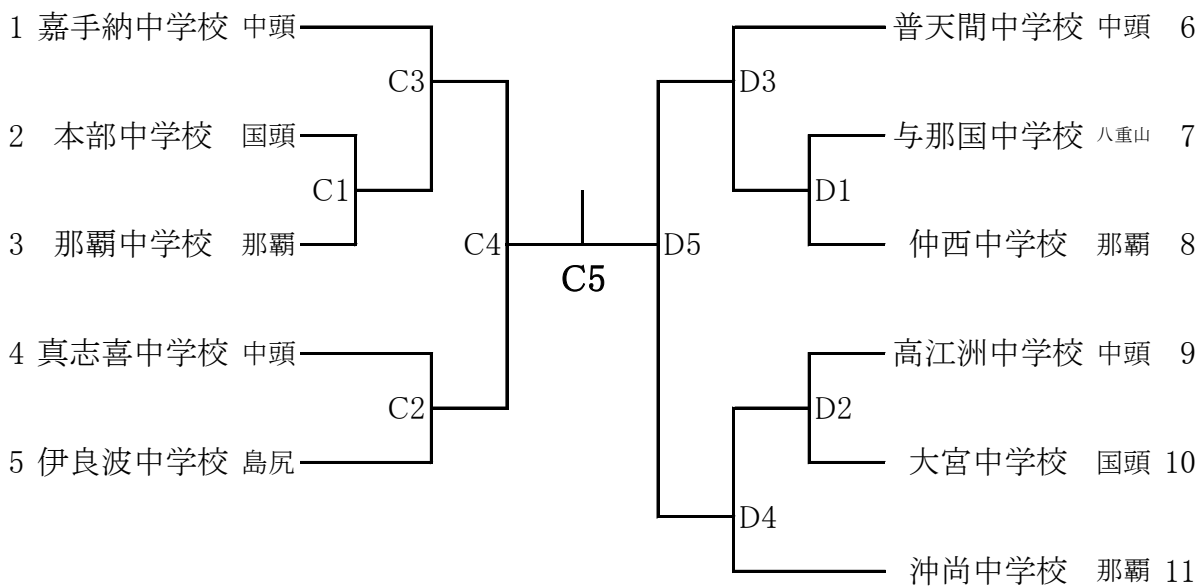 1 嘉手納中学校 中頭
C3
2 本部中学校 国頭
C1
3 那覇中学校 那覇
C4
4 真志喜中学校 中頭
C2
5 伊良波中学校 島尻
C5
普天間中学校 中頭 6
D3
与那国中学校 八重山 7
D1
仲西中学校 那覇 8
D5
高江洲中学校 中頭 9
D2
大宮中学校 国頭 10
D4
沖尚中学校 那覇 11